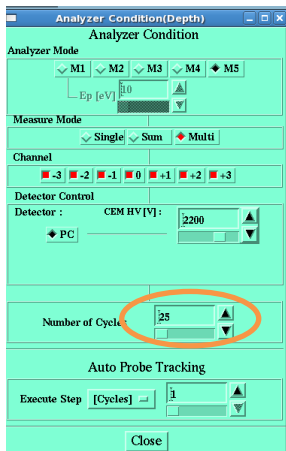 Analyzer Condition(Depth)
Analyzer Condition
Analyzer Mode
M1 M2 M3 M4 M5
Ep [eV] 10
Measure Mode
Single Sum Multi
Channel
-3 -2 -1 0 +1 +2 +3
Detector Control
Detector : CEM HV [V] : 2200
PC
Number of Cycles 25
Auto Probe Tracking
Execute Step [Cycles] 1
Close